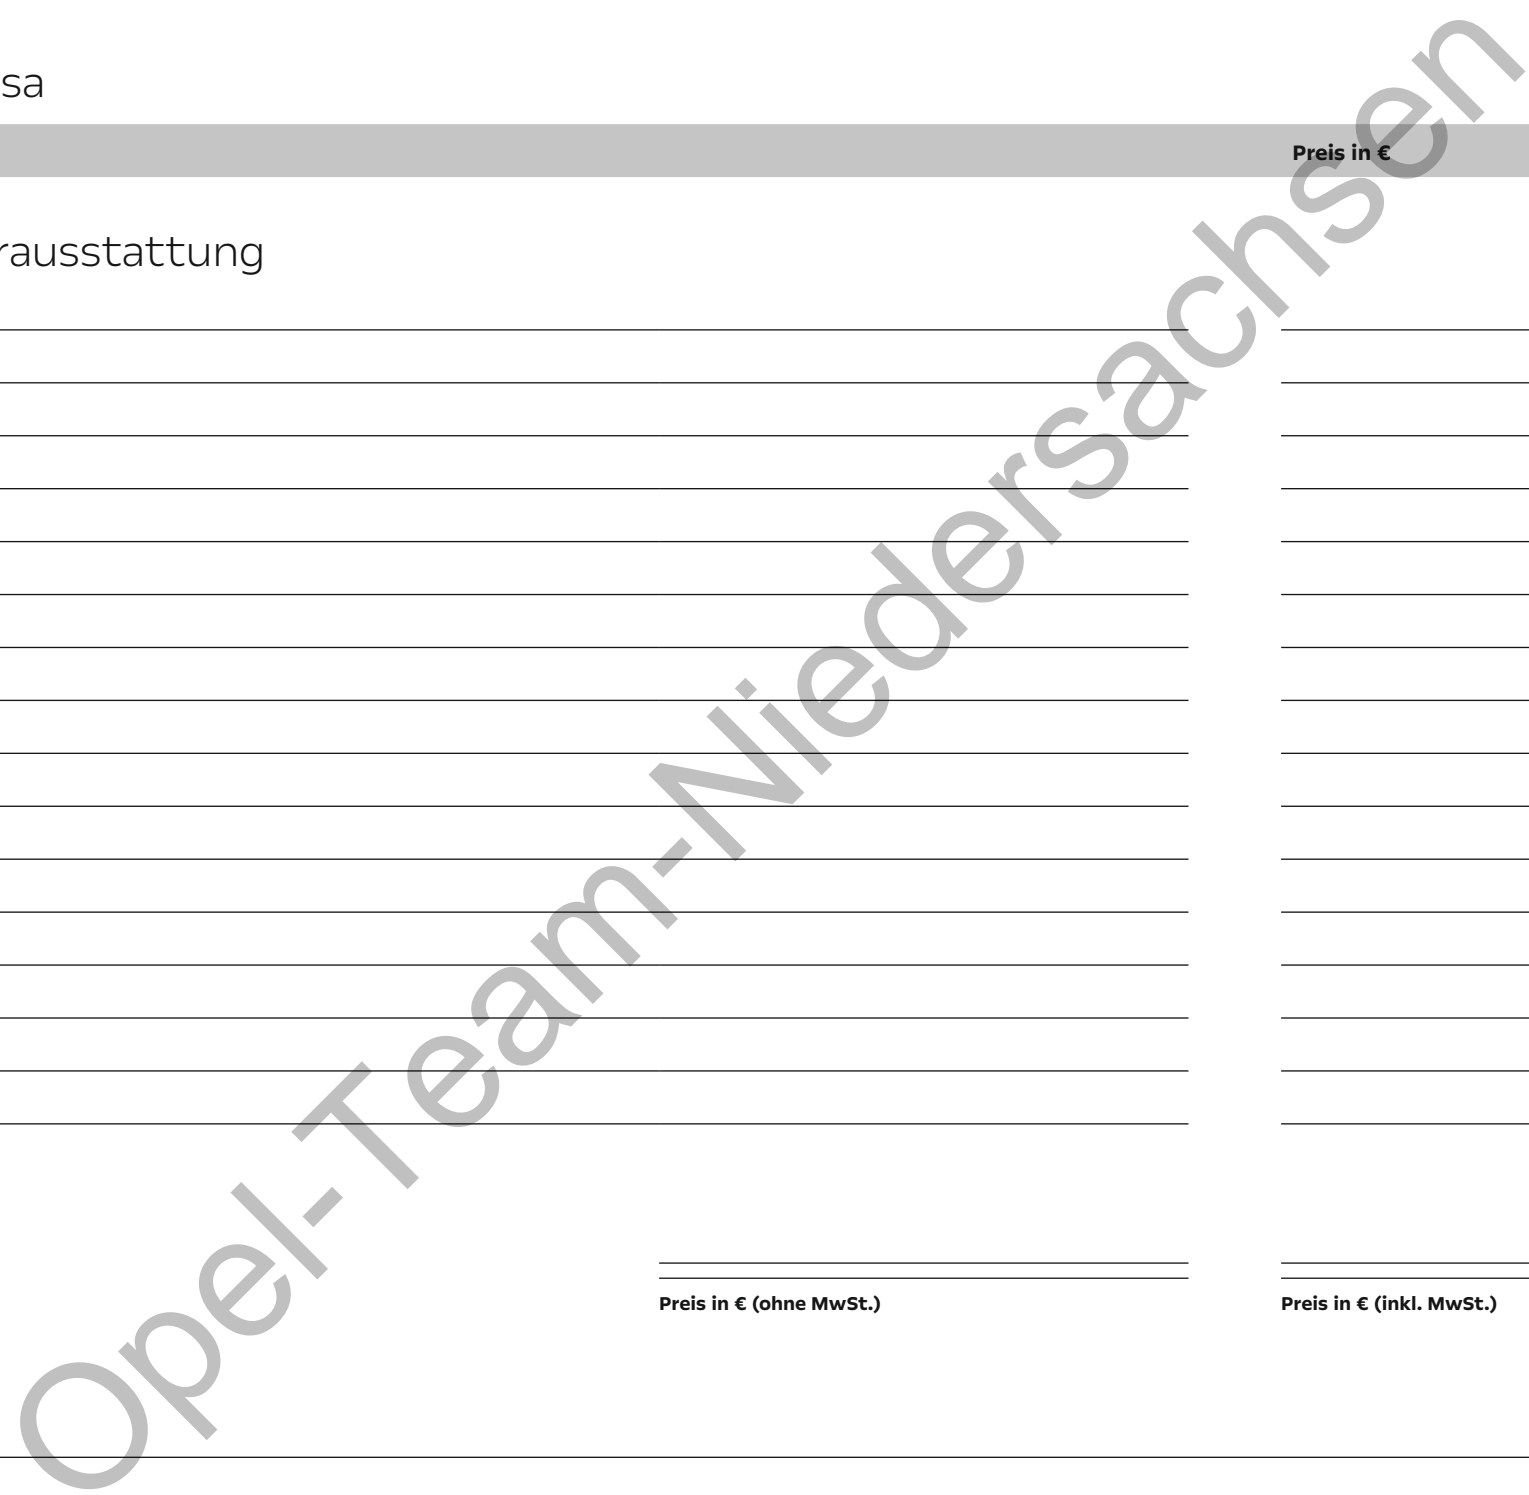 sa
Preis in €
rausstattung
Preis in € (ohne MwSt.)
Preis in € (inkl. MwSt.)
Opel-Team-Niedersachsen